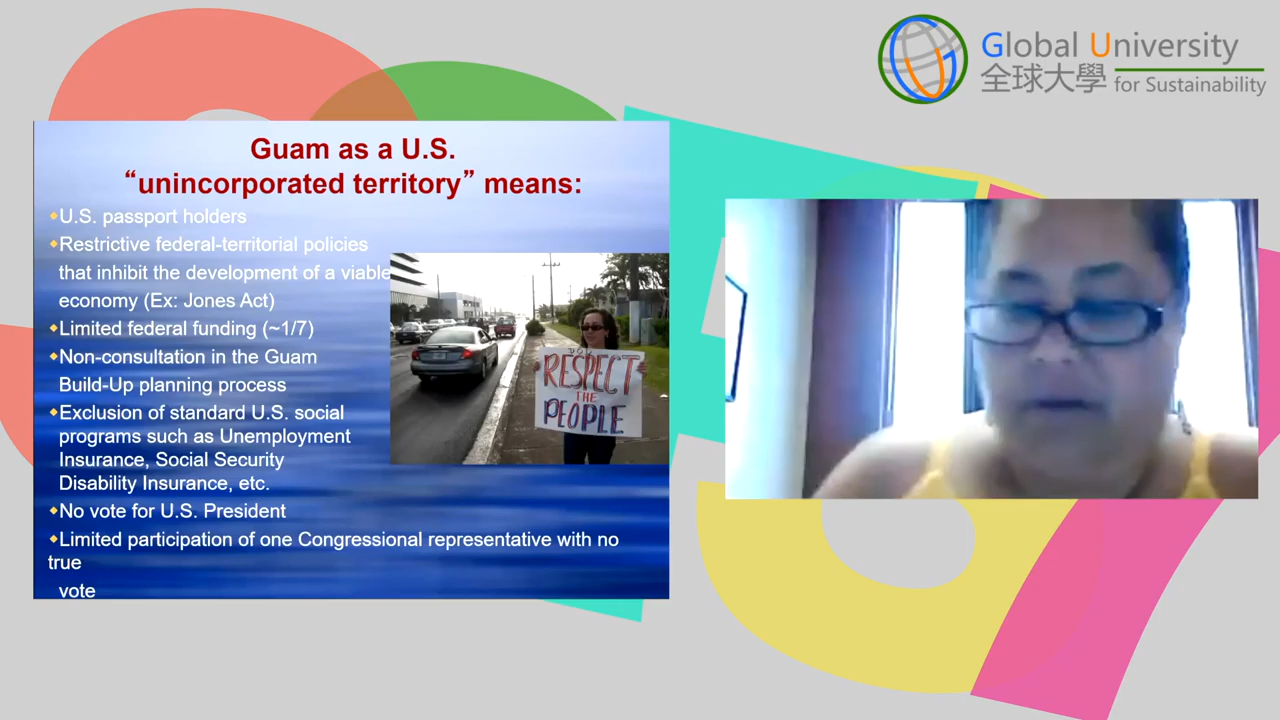 Global University
全球大學 for Sustainability
Guam as a U.S.
“unincorporated territory” means:
U.S. passport holders
Restrictive federal-territorial policies
that inhibit the development of a viable
economy (Ex: Jones Act)
Limited federal funding (~1/7)
Non-consultation in the Guam
Build-Up planning process
Exclusion of standard U.S. social
programs such as Unemployment
Insurance, Social Security
Disability Insurance, etc.
No vote for U.S. President
Limited participation of one Congressional representative with no
true
vote
RESPECT
THE
PEOPLE